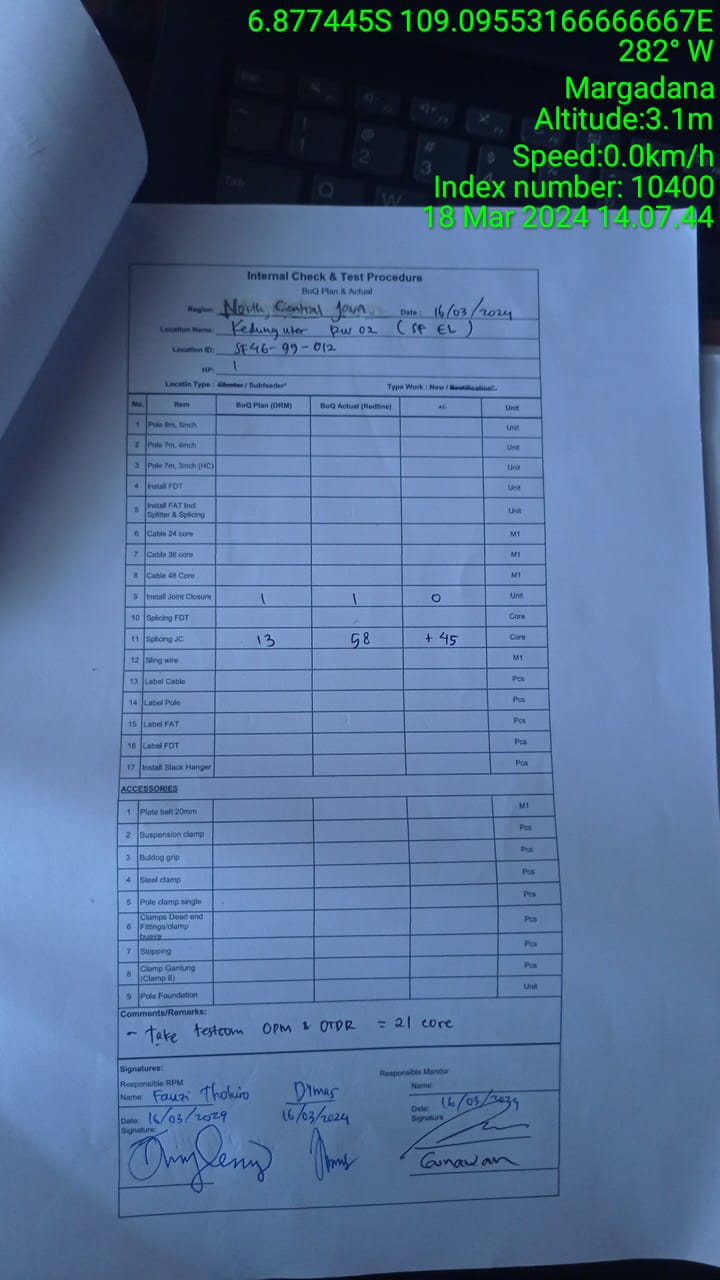 6.877445S 109.09553166666667E
282° W
Margadana
Altitude:3.1m
Speed:0.0km/h
Index number: 10400
18 Mar 2024 14.07.44
Internal Check & Test Procedure
BoQ Plan & Actual
Region: North, Central Java Date: 16/03/2024
Location Name: Kedung uter RW 02 (SF EL)
Location ID: SF46-99-012
HP: 1
Locatin Type : Cluster / Subfeeder* Type Work : New / Rectification*
No. Item BoQ Plan (DRM) BoQ Actual (Redline) +/- Unit
1 Pole 9m, 5inch Unit
2 Pole 7m, 4inch Unit
3 Pole 7m, 3inch (HC) Unit
4 Install FDT Unit
5 Install FAT Incl Splitter & Splicing Unit
6 Cable 24 core M1
7 Cable 36 core M1
8 Cable 48 Core M1
9 Install Joint Closure 1 1 0 Unit
10 Splicing FDT Core
11 Splicing JC 13 58 + 45 Core
12 Sling wire M1
13 Label Cable Pcs
14 Label Pole Pcs
15 Label FAT Pcs
16 Label FDT Pcs
17 Install Slack Hanger Pcs
ACCESSORIES
1 Plate belt 20mm M1
2 Suspension clamp Pcs
3 Buldog grip Pcs
4 Steel clamp Pcs
5 Pole clamp single Pcs
6 Clamps Dead end Fittings/clamp buaya Pcs
7 Stopping Pcs
8 Clamp Gantung (Clamp B) Pcs
9 Pole Foundation Unit
Comments/Remarks:
- Take testcom OPM & OTDR = 21 core
Signatures:
Responsible RPM Responsible Mandor
Name: Fauzi Thohiro Dimas Name:
Date: 16/03/2024 16/03/2024 Date: 16/03/2024
Signature: Signature
Gunawan